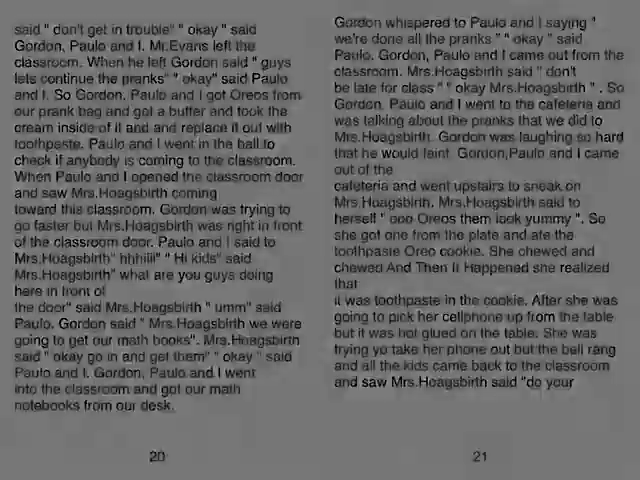 said " don't get in trouble" " okay " said
Gordon, Paulo and I. Mr.Evans left the
classroom. When he left Gordon said " guys
lets continue the pranks" " okay" said Paulo
and I. So Gordon, Paulo and I got Oreos from
our prank bag and got a buffer and took the
cream inside of it and and replace it out with
toothpaste. Paulo and I went in the hall to
check if anybody is coming to the classroom.
When Paulo and I opened the classroom door
and saw Mrs.Hoagsbirth coming
toward this classroom. Gordon was trying to
go faster but Mrs.Hoagsbirth was right in front
of the classroom door. Paulo and I said to
Mrs.Hoagsbirth" hhhiiii" " Hi kids" said
Mrs.Hoagsbirth" what are you guys doing
here in front of
the door" said Mrs.Hoagsbirth " umm" said
Paulo. Gordon said " Mrs.Hoagsbirth we were
going to get our math books". Mrs.Hoagsbirth
said " okay go in and get them" " okay " said
Paulo and I. Gordon, Paulo and I went
into the classroom and got our math
notebooks from our desk.
20
Gordon whispered to Paulo and I saying "
we're done all the pranks " " okay " said
Paulo. Gordon, Paulo and I came out from the
classroom. Mrs.Hoagsbirth said " don't
be late for class " " okay Mrs.Hoagsbirth " . So
Gordon, Paulo and I went to the cafeteria and
was talking about the pranks that we did to
Mrs.Hoagsbirth. Gordon was laughing so hard
that he would faint. Gordon,Paulo and I came
out of the
cafeteria and went upstairs to sneak on
Mrs.Hoagsbirth. Mrs.Hoagsbirth said to
herself " ooo Oreos them look yummy ". So
she got one from the plate and ate the
toothpaste Oreo cookie. She chewed and
chewed And Then It Happened she realized
that
it was toothpaste in the cookie. After she was
going to pick her cellphone up from the table
but it was hot glued on the table. She was
trying yo take her phone out but the bell rang
and all the kids came back to the classroom
and saw Mrs.Hoagsbirth said "do your
21